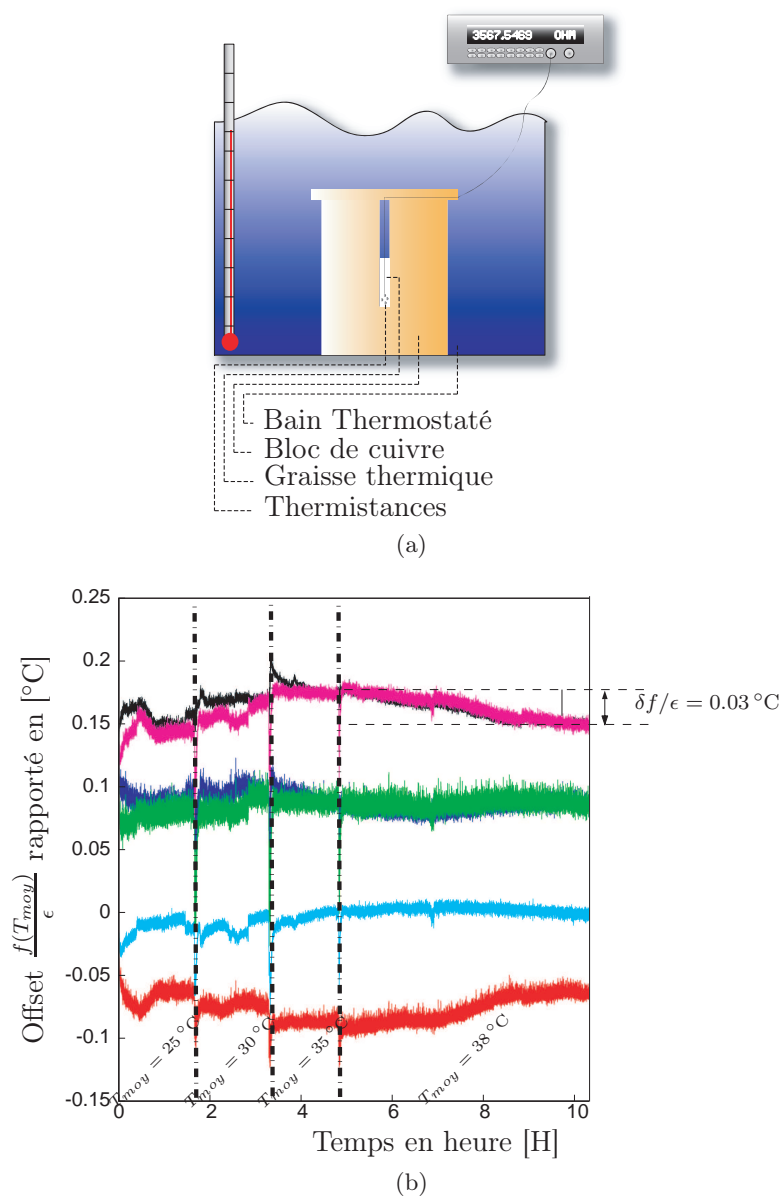 3567.5469 OHM
Bain Thermostaté
Bloc de cuivre
Graisse thermique
Thermistances
(a)
0.25
0.2
0.15
0.1
0.05
0
-0.05
-0.1
-0.15
0 2 4 6 8 10
Offset f(Tmoy)/ϵ rapporté en [°C]
δf/ϵ = 0.03 °C
Tmoy = 25 °C
Tmoy = 30 °C
Tmoy = 35 °C
Tmoy = 38 °C
Temps en heure [H]
(b)